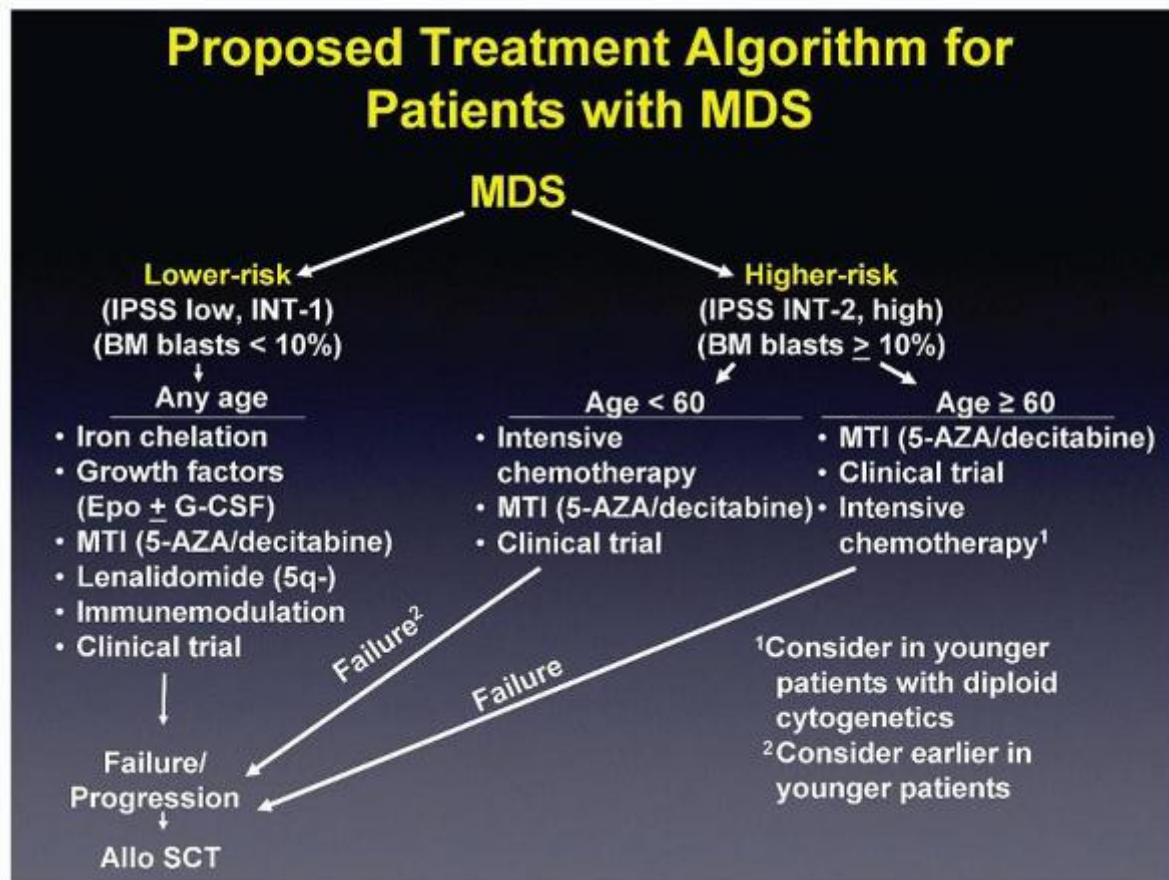 Proposed Treatment Algorithm for
Patients with MDS
MDS
Lower-risk
(IPSS low, INT-1)
(BM blasts < 10%)
Any age
• Iron chelation
• Growth factors
(Epo ± G-CSF)
• MTI (5-AZA/decitabine)
• Lenalidomide (5q-)
• Immunemodulation
• Clinical trial
Higher-risk
(IPSS INT-2, high)
(BM blasts ≥ 10%)
Age < 60
• Intensive
chemotherapy
• MTI (5-AZA/decitabine)
• Clinical trial
Age ≥ 60
• MTI (5-AZA/decitabine)
• Clinical trial
• Intensive
chemotherapy¹
Failure²
Failure
Failure/
Progression
Allo SCT
¹Consider in younger
patients with diploid
cytogenetics
²Consider earlier in
younger patients